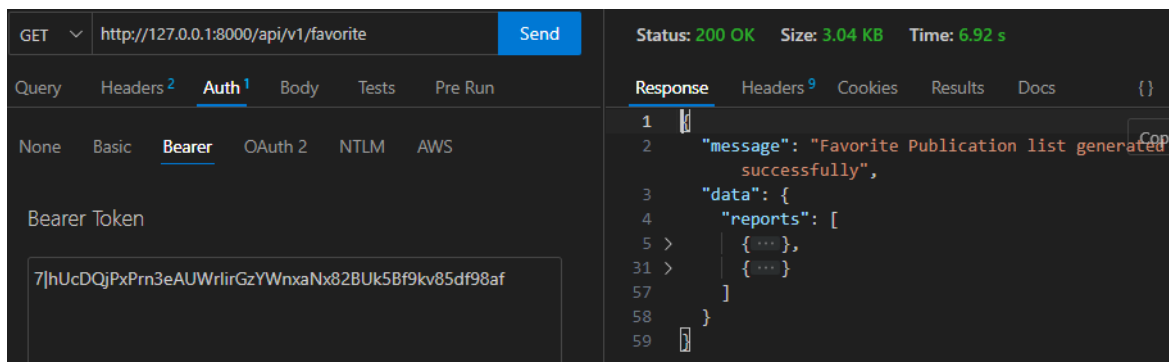 GET http://127.0.0.1:8000/api/v1/favorite Send
Query Headers 2 Auth 1 Body Tests Pre Run
None Basic Bearer OAuth 2 NTLM AWS
Bearer Token
7|hUcDQjPxPrn3eAUWrlirGzYWnxaNx82BUk5Bf9kv85df98af
Status: 200 OK Size: 3.04 KB Time: 6.92 s
Response Headers 9 Cookies Results Docs {}
1 {
Cop
2 "message": "Favorite Publication list generated
successfully",
3 "data": {
4 "reports": [
5 > { ··· },
31 > { ··· }
57 ]
58 }
59 }